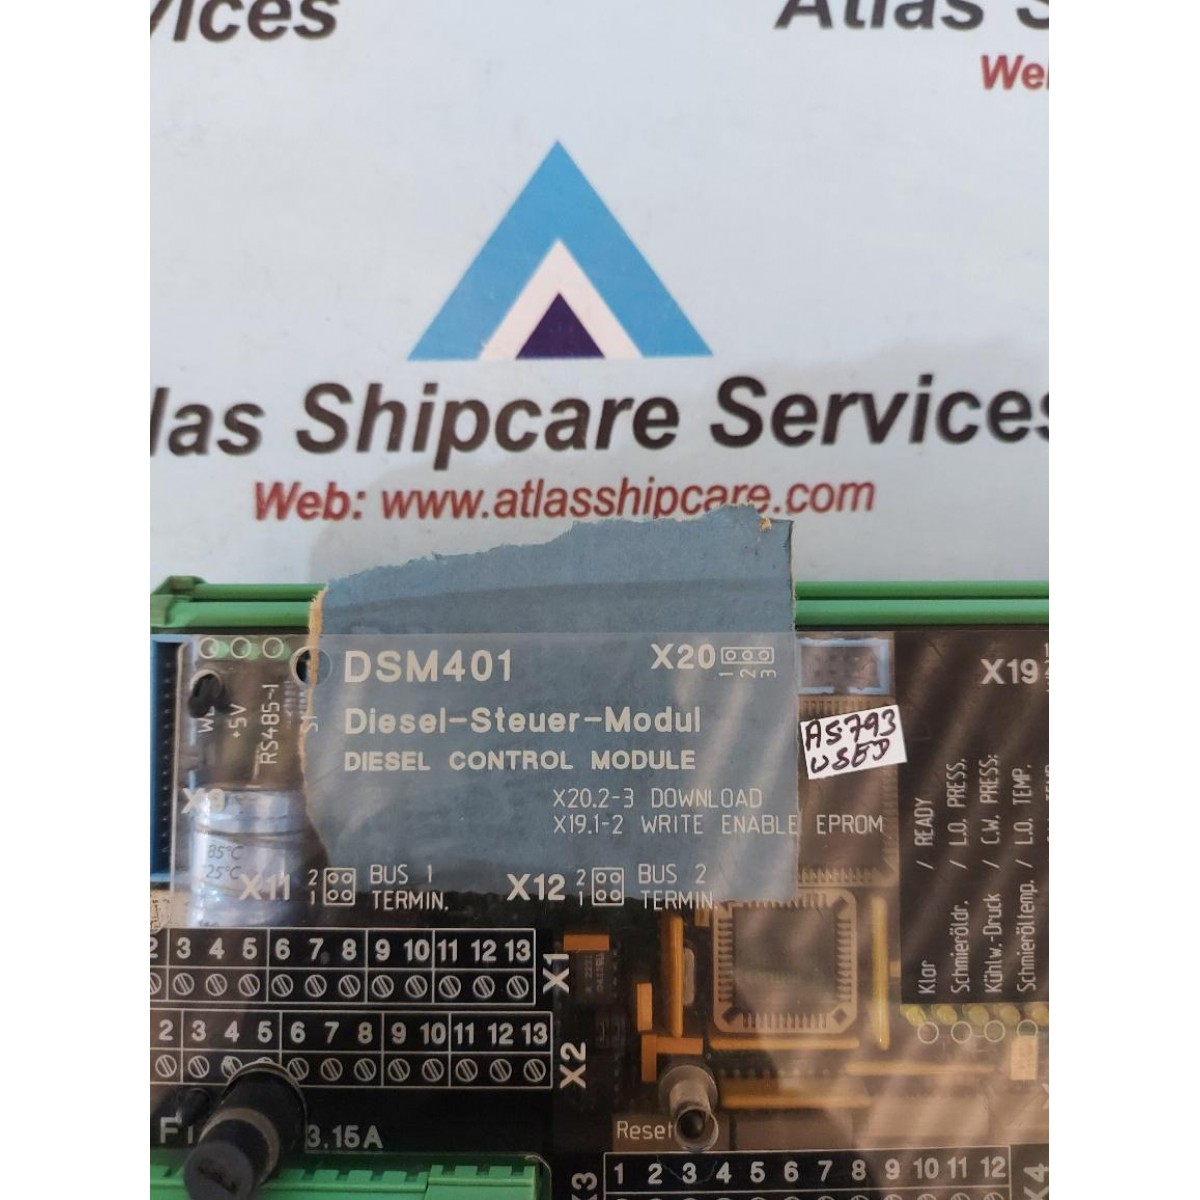 vices
Atlas S
Web
las Shipcare Services
Web: www.atlasshipcare.com
DSM401
X20
1 2 3
X19
Diesel-Steuer-Modul
DIESEL CONTROL MODULE
AS793
USED
+5V
RS485-1
S1
X20.2-3 DOWNLOAD
X19.1-2 WRITE ENABLE EPROM
85°C
X11 2 1 BUS 1 TERMIN.
X12 2 1 BUS 2 TERMIN.
Klar / READY
Schmieröldr. / L.O. PRESS.
Kühlw.-Druck / C.W. PRESS.
Schmieröltemp. / L.O. TEMP.
2 3 4 5 6 7 8 9 10 11 12 13 X1
2 3 4 5 6 7 8 9 10 11 12 13 X2
3.15A
Reset
X3 1 2 3 4 5 6 7 8 9 10 11 12 X4